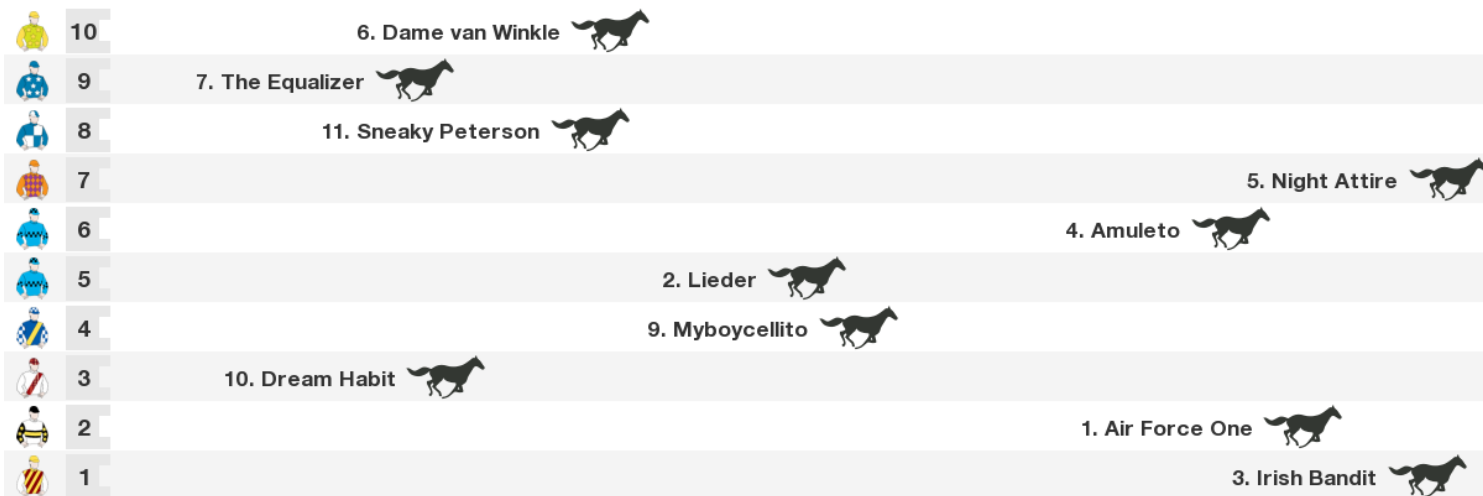 10 6. Dame van Winkle
9 7. The Equalizer
8 11. Sneaky Peterson
7 5. Night Attire
6 4. Amuleto
5 2. Lieder
4 9. Myboycellito
3 10. Dream Habit
2 1. Air Force One
1 3. Irish Bandit